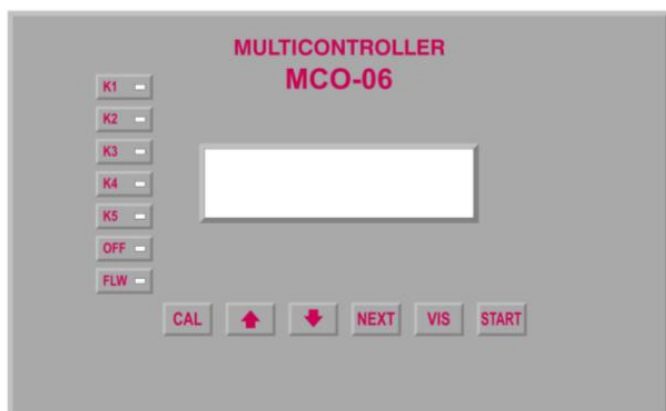 MULTICONTROLLER
MCO-06
K1
K2
K3
K4
K5
OFF
FLW
CAL NEXT VIS START